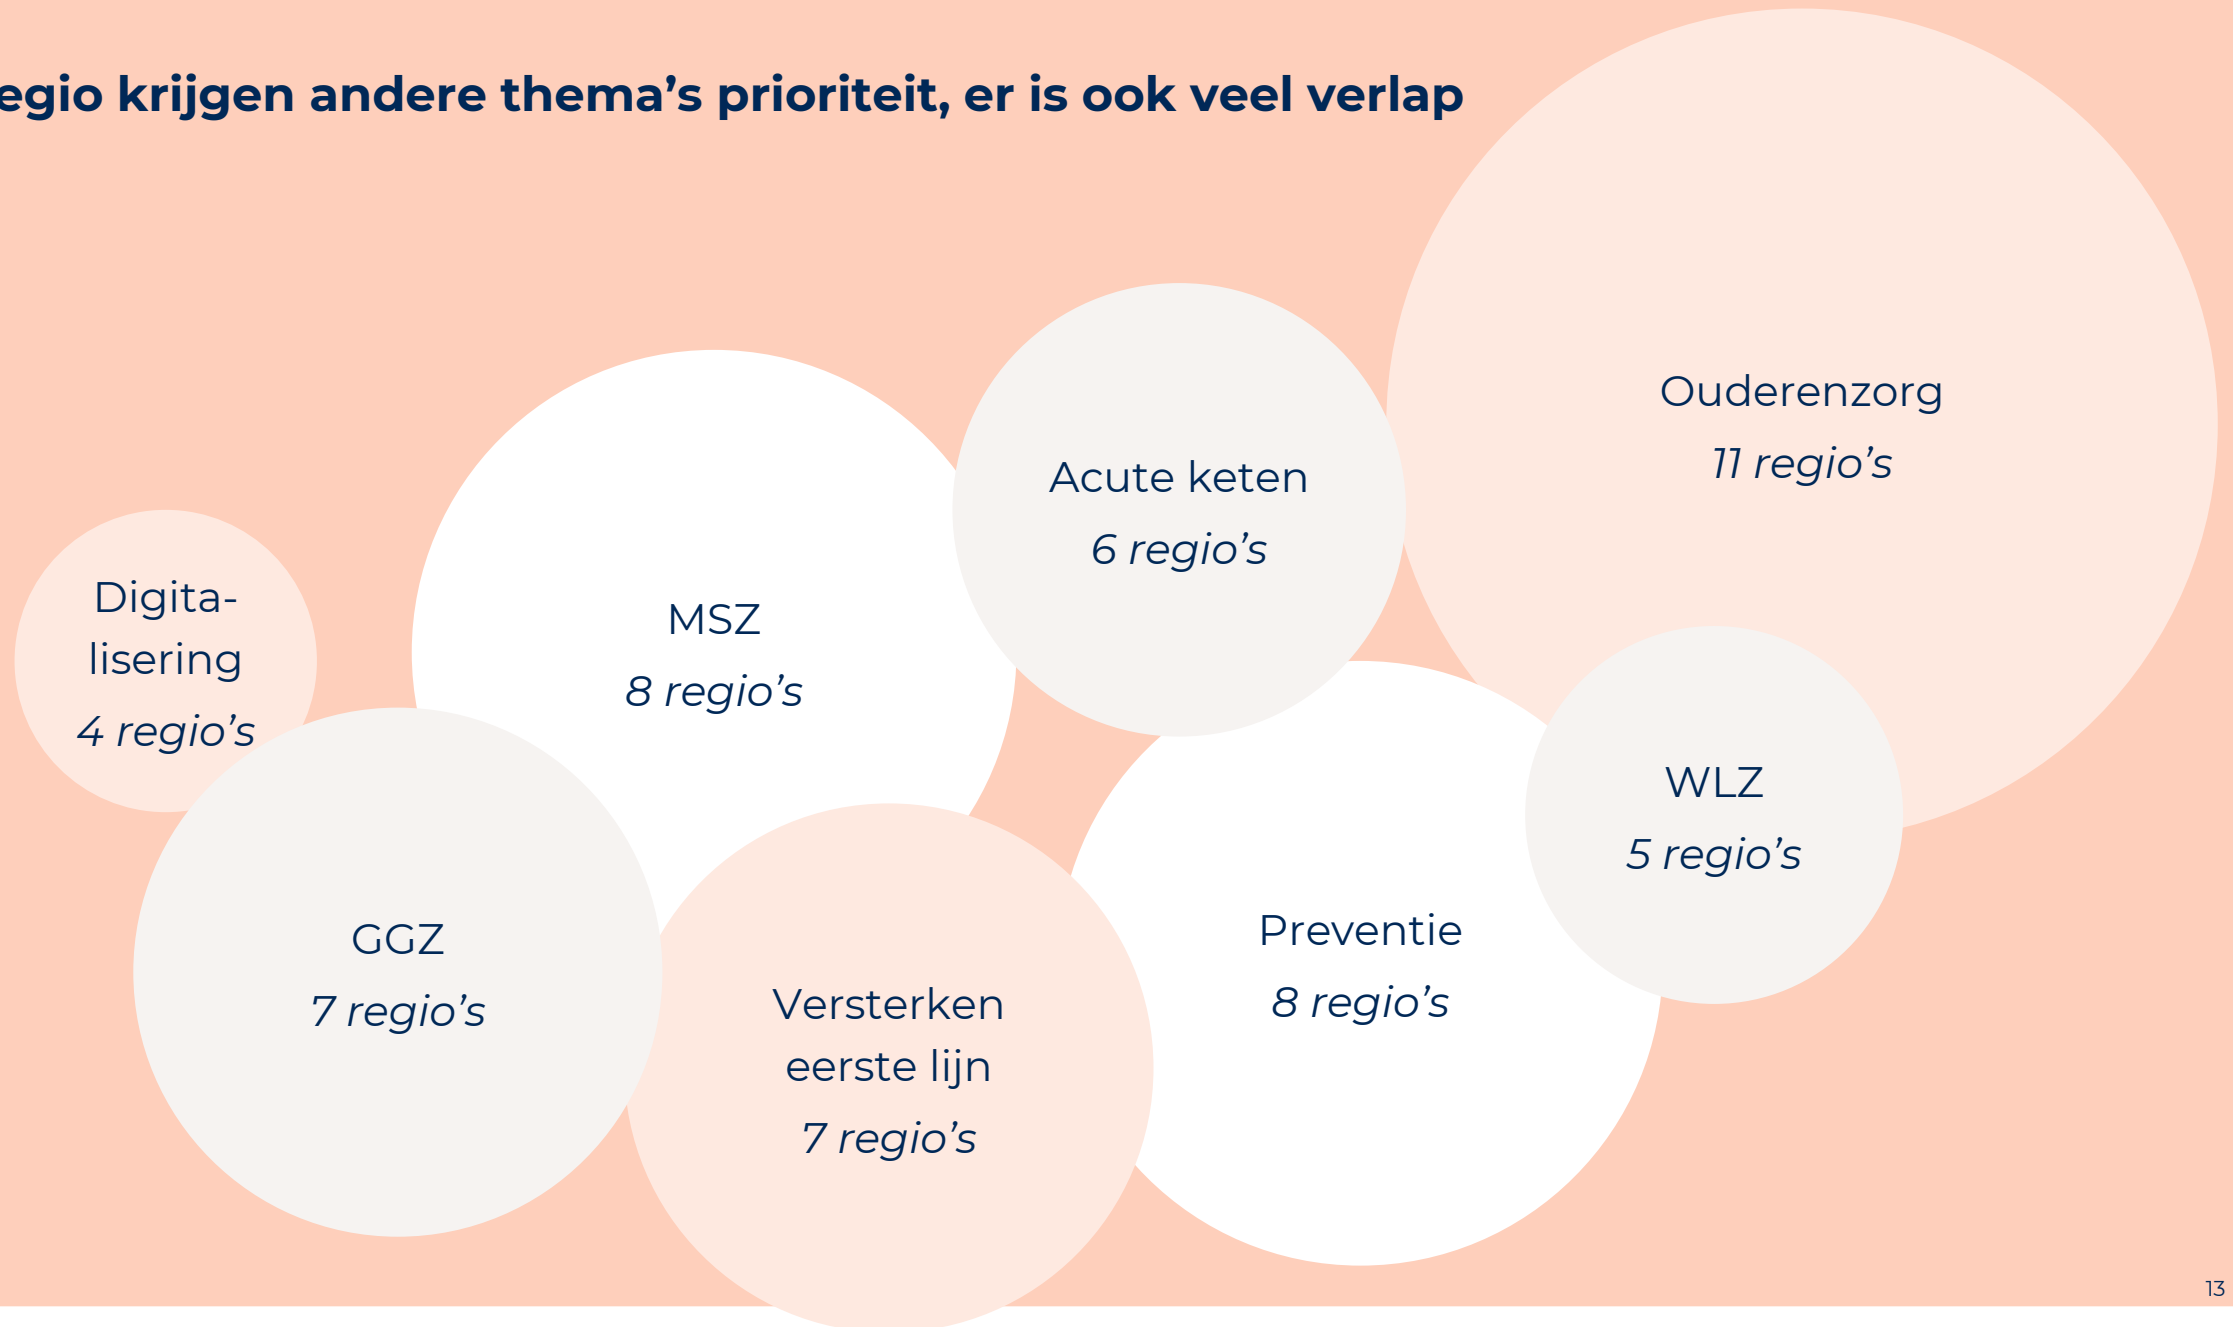 egio krijgen andere thema’s prioriteit, er is ook veel verlap
Ouderenzorg
11 regio’s
Acute keten
6 regio’s
MSZ
8 regio’s
Digita-
lisering
4 regio’s
WLZ
5 regio’s
GGZ
7 regio’s
Preventie
8 regio’s
Versterken
eerste lijn
7 regio’s
13